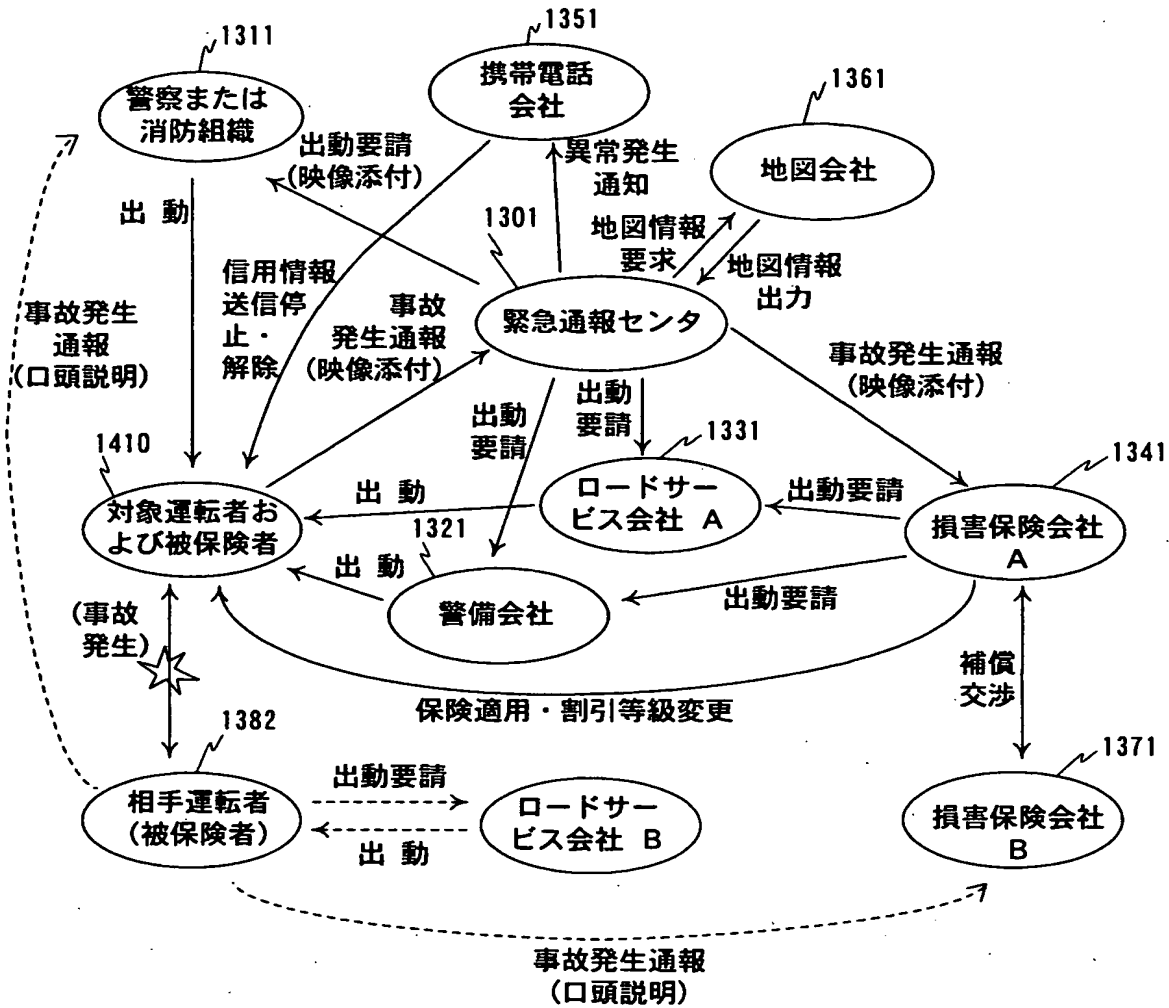 1351
1311
携帯電話
会社
1361
警察または
消防組織
出動要請
(映像添付)
異常発生
通知
地図会社
出 動
1301
地図情報
要求
地図情報
出力
信用情報
送信停
止・
解除
事故
発生通報
(映像添付)
緊急通報センタ
事故発生
通報
(口頭説明)
事故発生通報
(映像添付)
出動
要請
出動
要請
1410
1331
1341
対象運転者お
よび被保険者
出 動
ロードサー
ビス会社 A
出動要請
損害保険会社
A
1321
出 動
警備会社
出動要請
(事故
発生)
補償
交渉
保険適用・割引等級変更
1382
1371
相手運転者
(被保険者)
出動要請
出 動
ロードサー
ビス会社 B
損害保険会社
B
事故発生通報
(口頭説明)